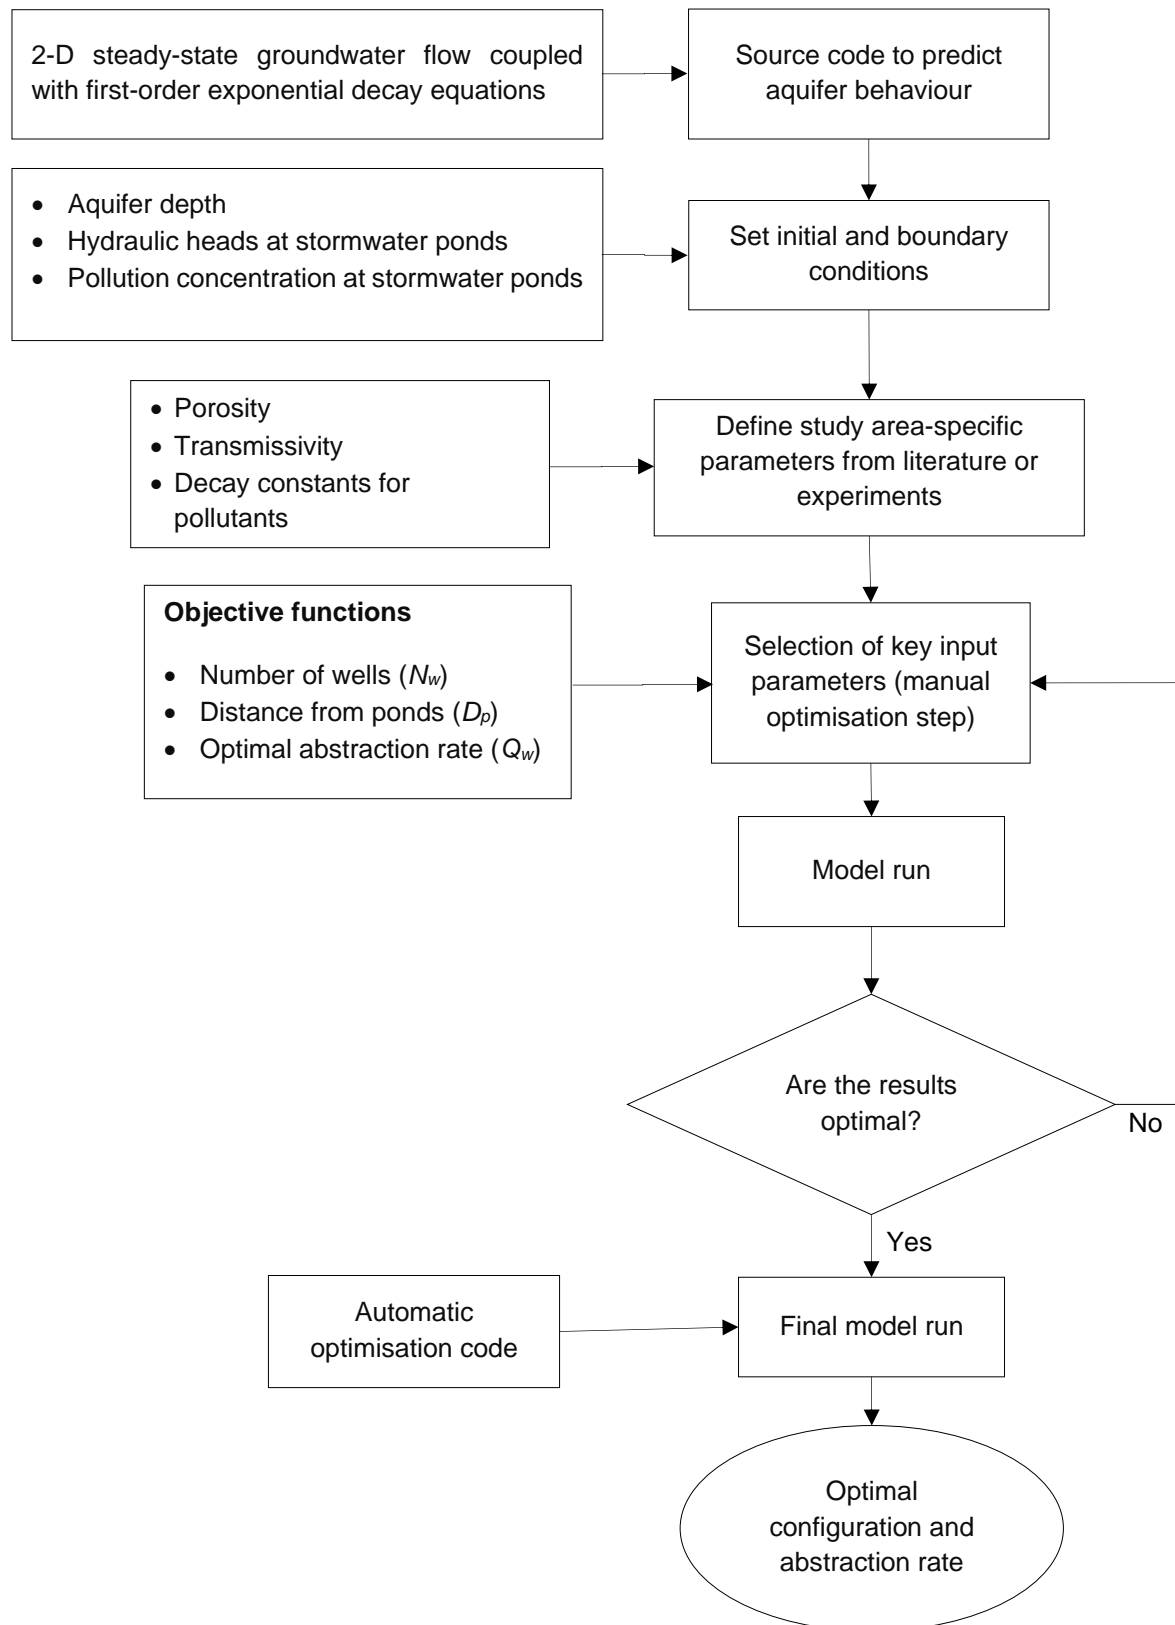 2-D steady-state groundwater flow coupled
with first-order exponential decay equations
Source code to predict
aquifer behaviour
• Aquifer depth
• Hydraulic heads at stormwater ponds
• Pollution concentration at stormwater ponds
Set initial and boundary
conditions
• Porosity
• Transmissivity
• Decay constants for
pollutants
Define study area-specific
parameters from literature or
experiments
Objective functions
• Number of wells (Nw)
• Distance from ponds (Dp)
• Optimal abstraction rate (Qw)
Selection of key input
parameters (manual
optimisation step)
Model run
Are the results
optimal?
No
Yes
Automatic
optimisation code
Final model run
Optimal
configuration and
abstraction rate